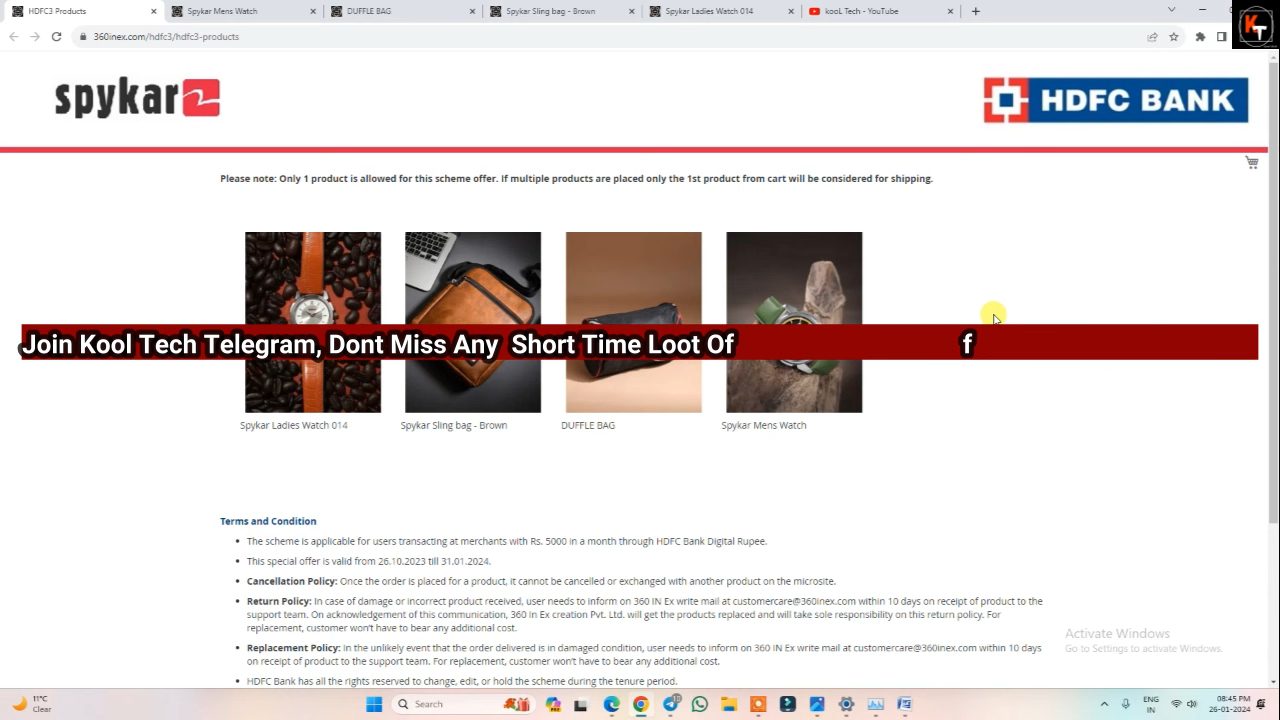 HDFC3 Products
Spykar Mens Watch
DUFFLE BAG
Spykar Sling bag - Brown
Spykar Ladies Watch 014
kooL Tech - YouTube
KT
360inex.com/hdfc3/hdfc3-products
spykar
HDFC BANK
Please note: Only 1 product is allowed for this scheme offer. If multiple products are placed only the 1st product from cart will be considered for shipping.
Join Kool Tech Telegram, Dont Miss Any Short Time Loot Of f
Spykar Ladies Watch 014
Spykar Sling bag - Brown
DUFFLE BAG
Spykar Mens Watch
Terms and Condition
• The scheme is applicable for users transacting at merchants with Rs. 5000 in a month through HDFC Bank Digital Rupee.
• This special offer is valid from 26.10.2023 till 31.01.2024.
• Cancellation Policy: Once the order is placed for a product, it cannot be cancelled or exchanged with another product on the microsite.
• Return Policy: In case of damage or incorrect product received, user needs to inform on 360 IN Ex write mail at customercare@360inex.com within 10 days on receipt of product to the
support team. On acknowledgement of this communication, 360 In Ex creation Pvt. Ltd. will get the products replaced and will take sole responsibility on this return policy. For
replacement, customer won't have to bear any additional cost.
• Replacement Policy: In the unlikely event that the order delivered is in damaged condition, user needs to inform on 360 IN Ex write mail at customercare@360inex.com within 10 days
on receipt of product to the support team. For replacement, customer won't have to bear any additional cost.
• HDFC Bank has all the rights reserved to change, edit, or hold the scheme during the tenure period.
Activate Windows
Go to Settings to activate Windows.
11°C
Clear
Search
ENG
IN
08:45 PM
26-01-2024